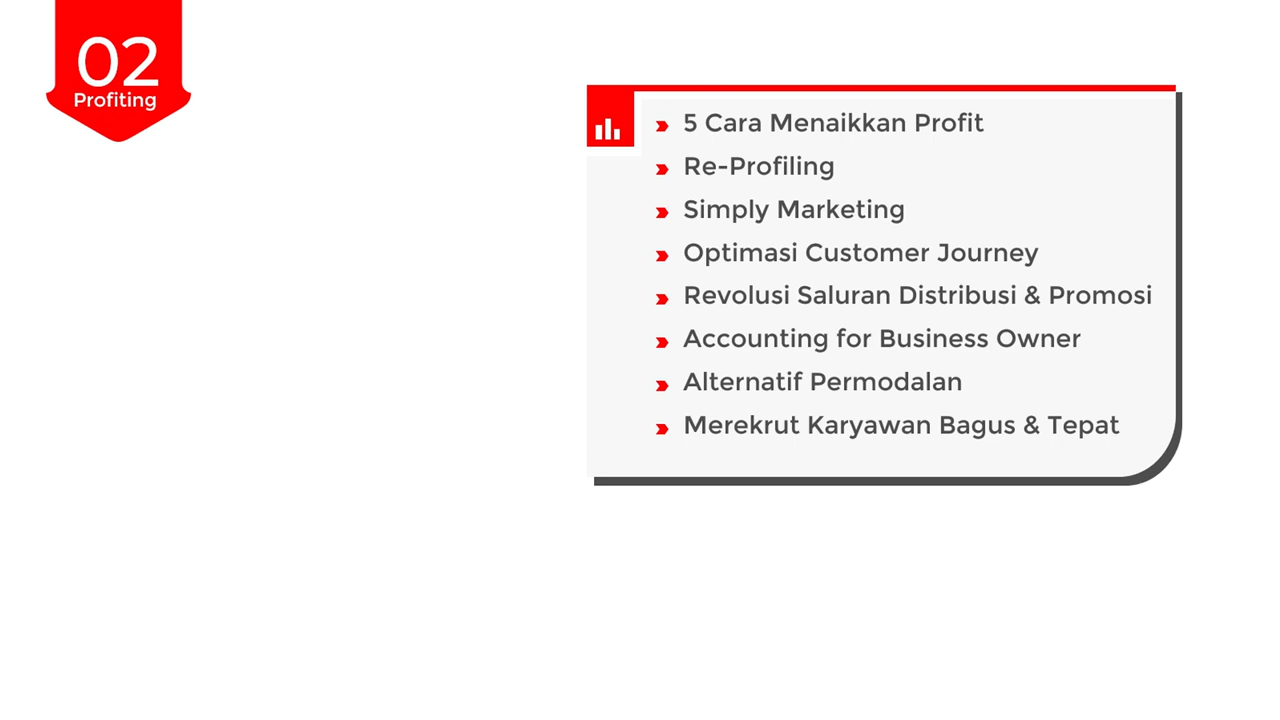 02
Profiting
5 Cara Menaikkan Profit
Re-Profiling
Simply Marketing
Optimasi Customer Journey
Revolusi Saluran Distribusi & Promosi
Accounting for Business Owner
Alternatif Permodalan
Merekrut Karyawan Bagus & Tepat